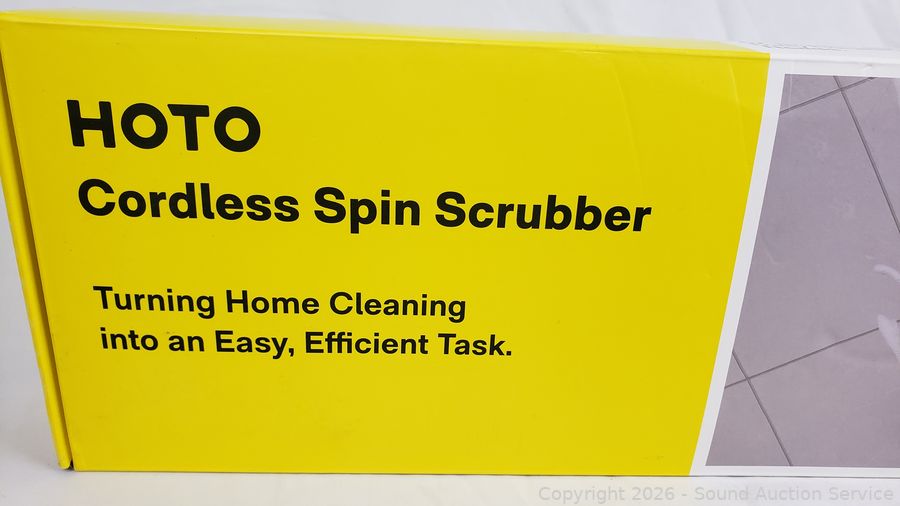 HOTO
Cordless Spin Scrubber
Turning Home Cleaning
into an Easy, Efficient Task.
Copyright 2026 - Sound Auction Service